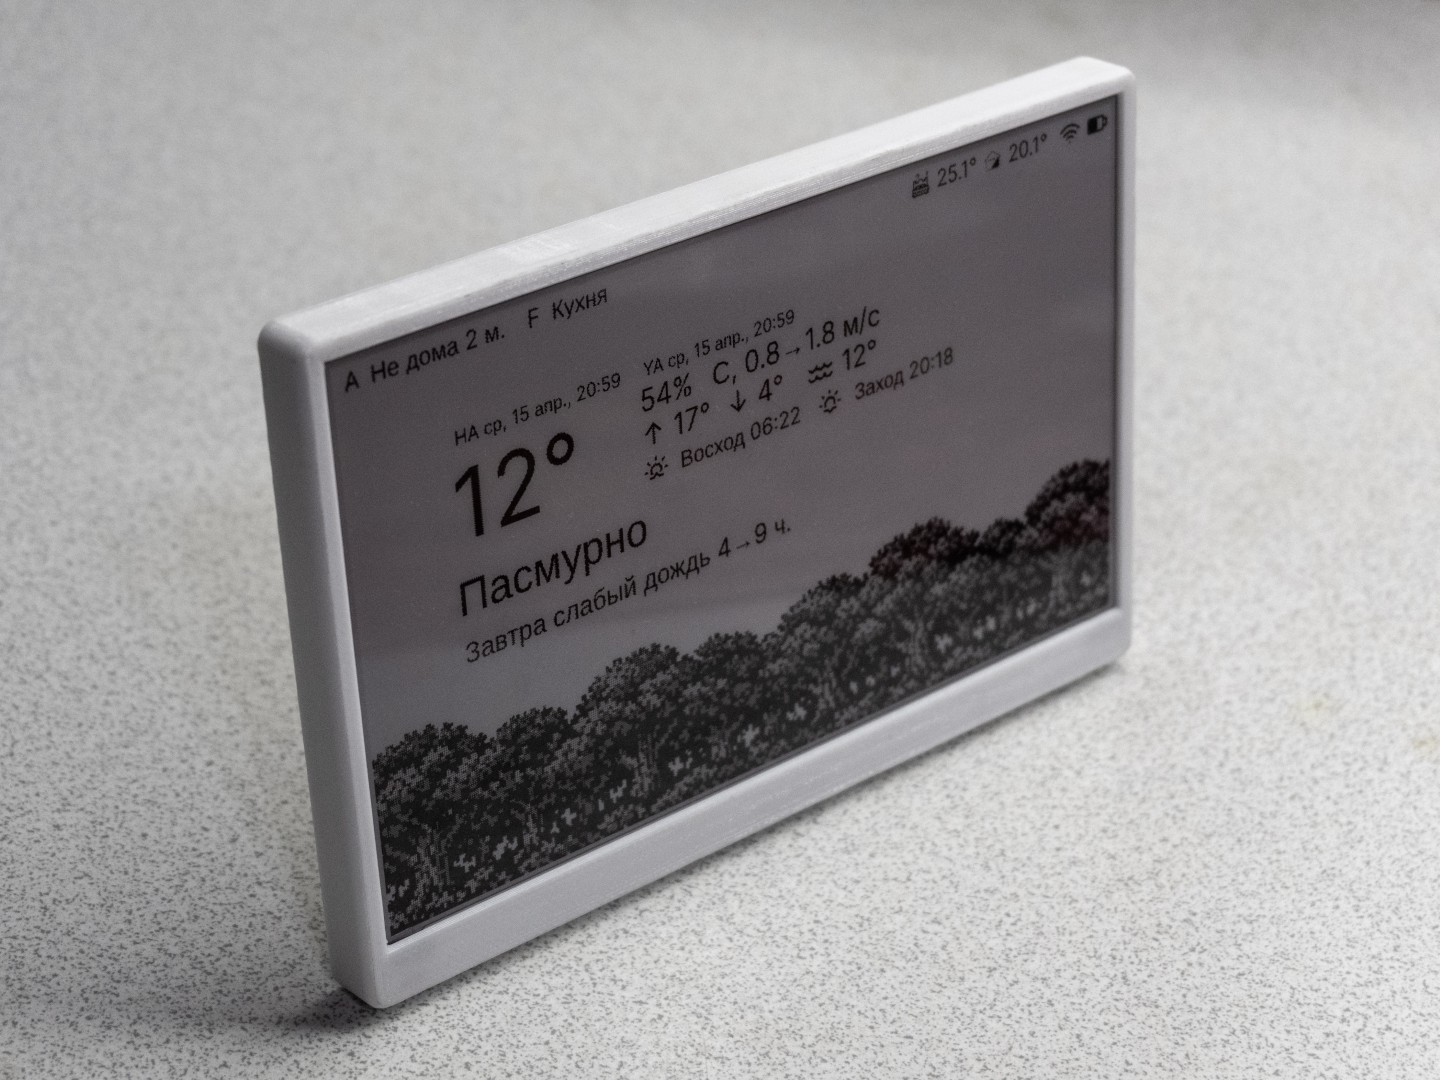 25.1° 20.1°
А Не дома 2 м. F Кухня
HA ср, 15 апр., 20:59
12°
YA ср, 15 апр., 20:59
54% С, 0.8→1.8 м/с
↑ 17° ↓ 4° 12°
Восход 06:22 Заход 20:18
Пасмурно
Завтра слабый дождь 4→9 ч.